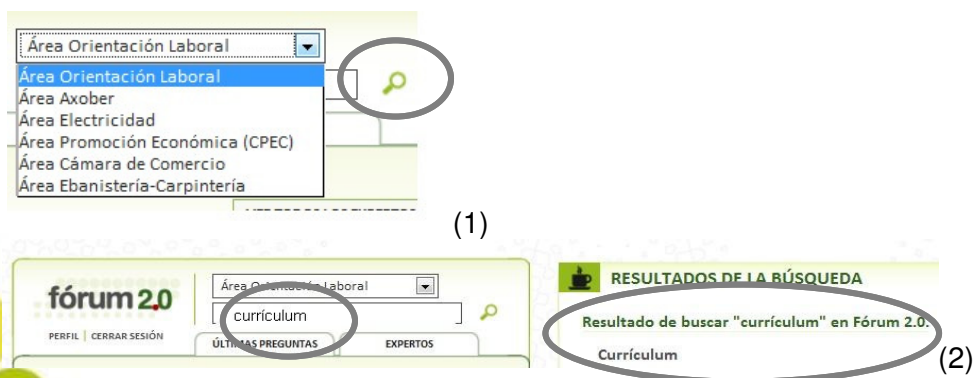 Área Orientación Laboral
Área Orientación Laboral
Área Axober
Área Electricidad
Área Promoción Económica (CPEC)
Área Cámara de Comercio
Área Ebanistería-Carpintería
(1)
fórum 2.0
PERFIL | CERRAR SESIÓN
Área Orientación Laboral
currículum
ÚLTIMAS PREGUNTAS
EXPERTOS
RESULTADOS DE LA BÚSQUEDA
Resultado de buscar "currículum" en Fórum 2.0.
Currículum
(2)